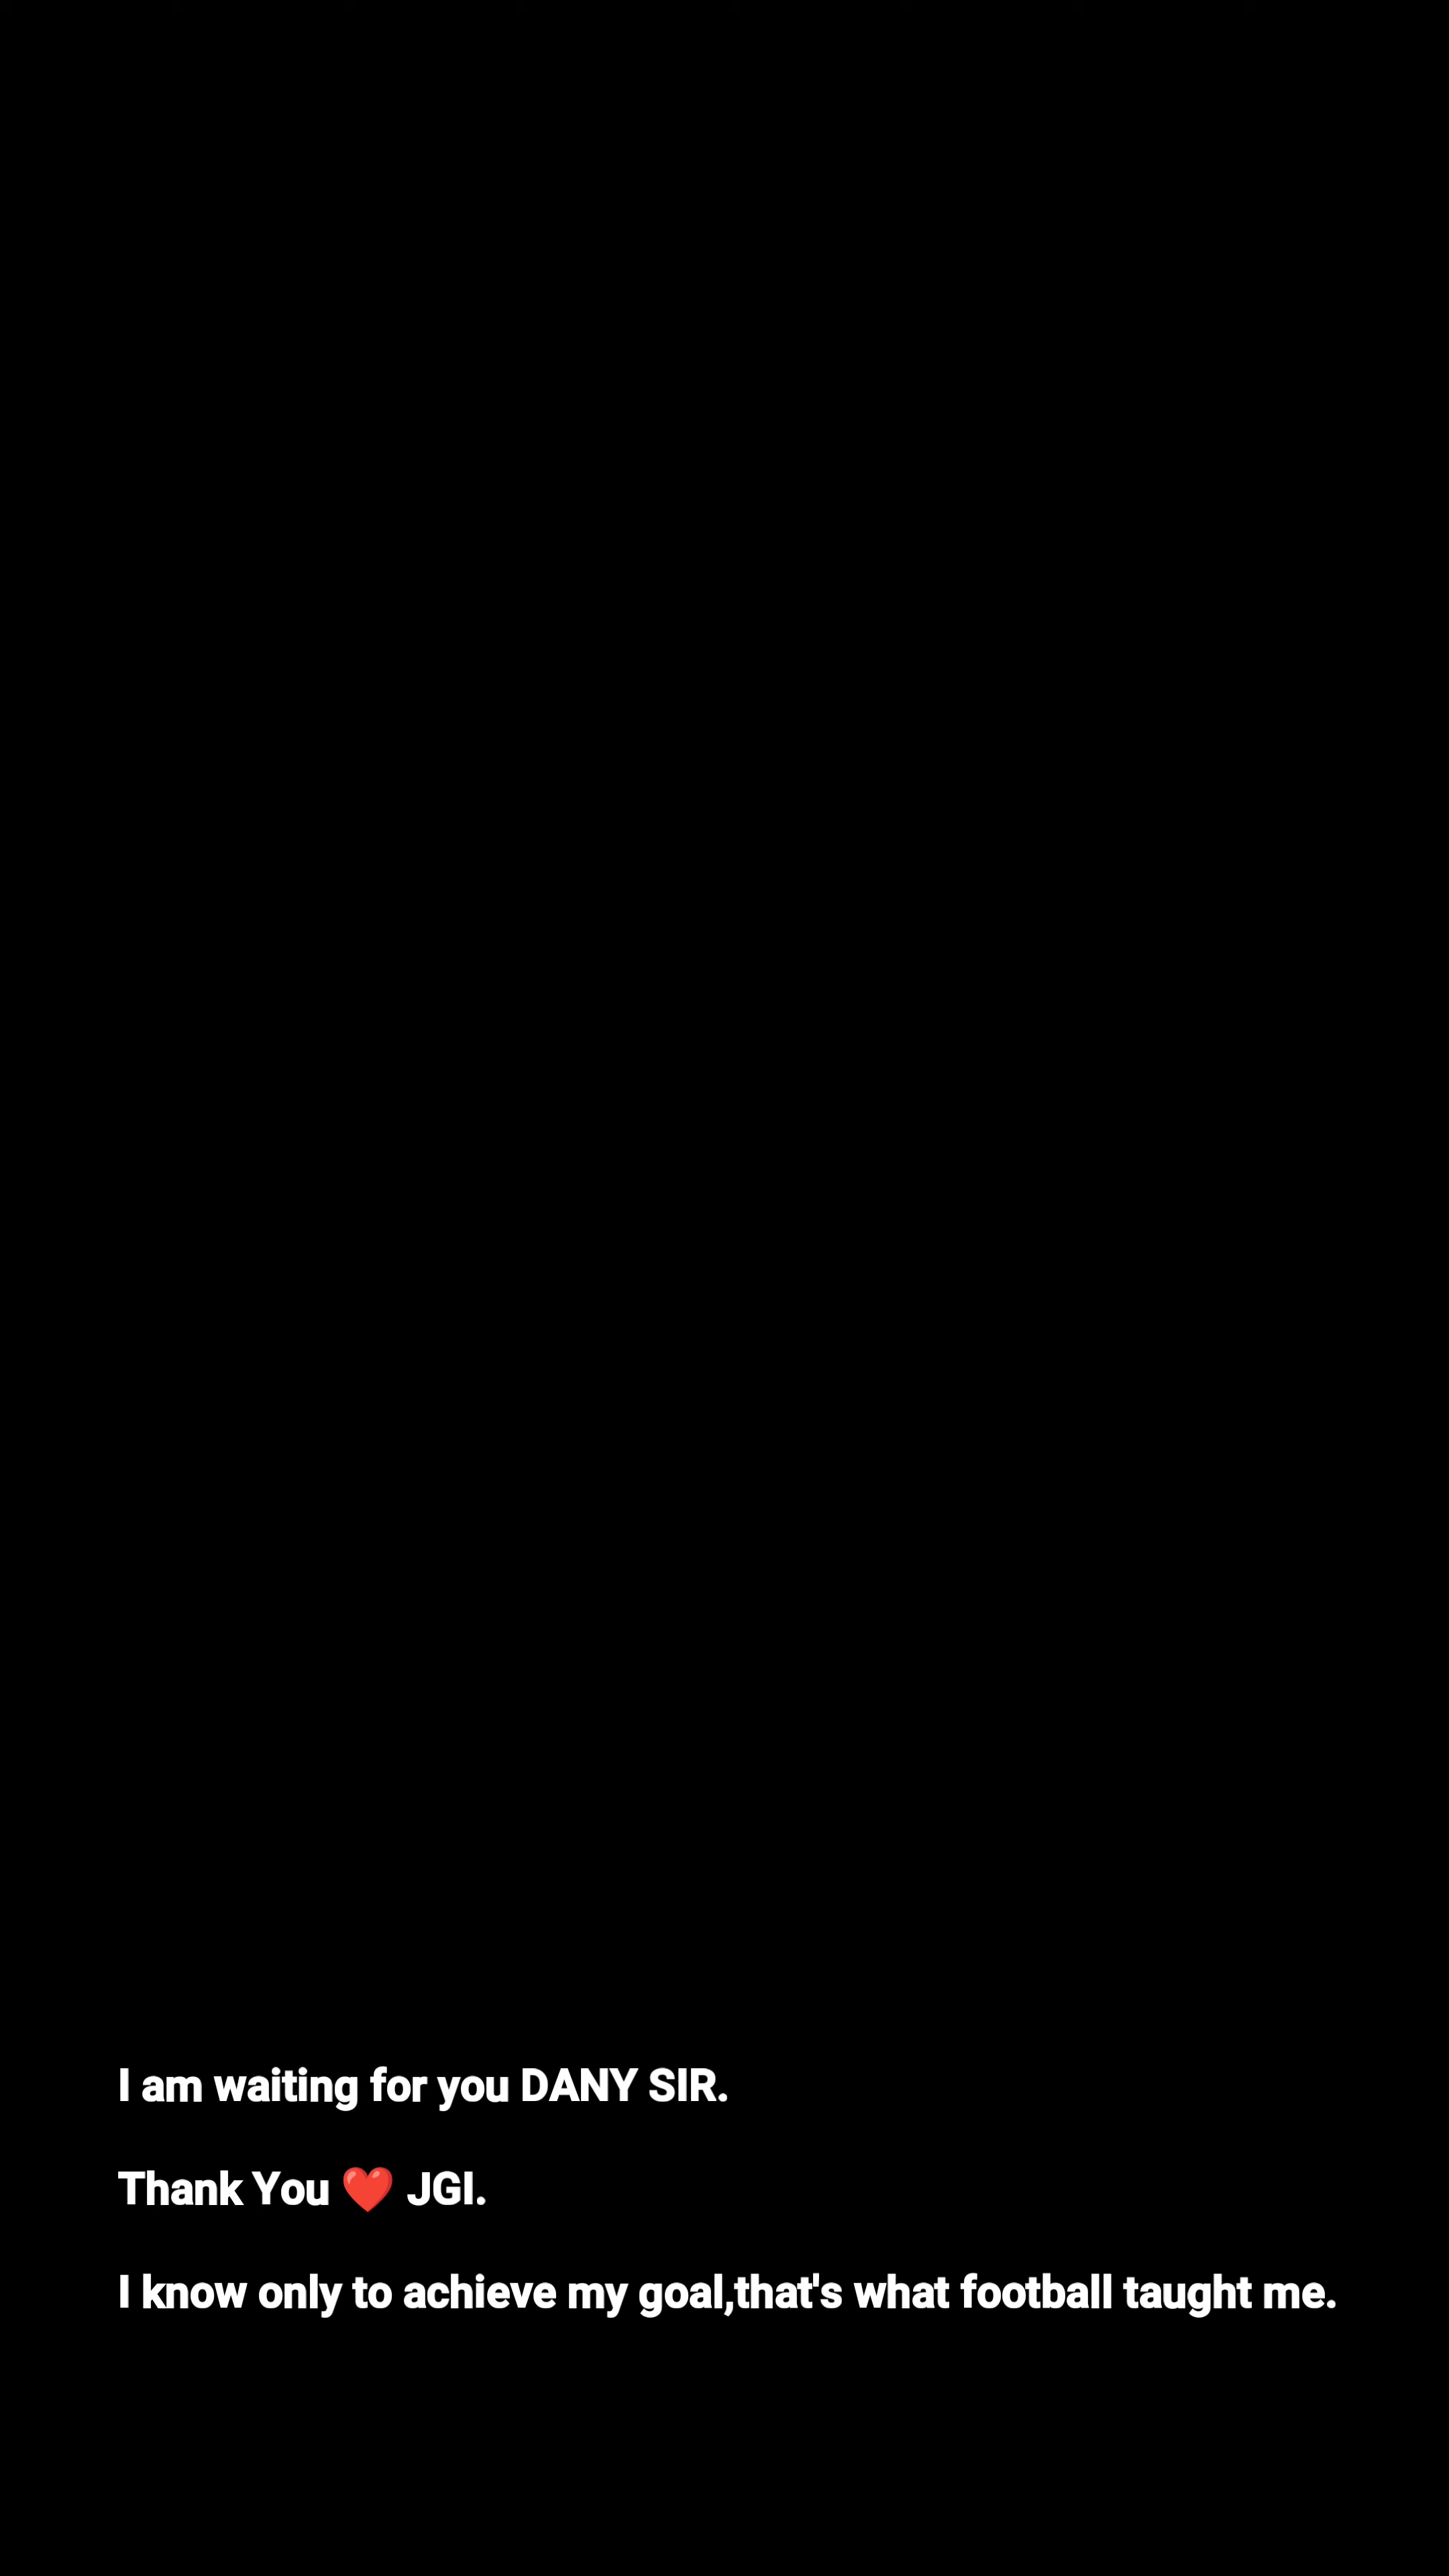 I am waiting for you DANY SIR.
Thank You ❤️ JGI.
I know only to achieve my goal,that's what football taught me.